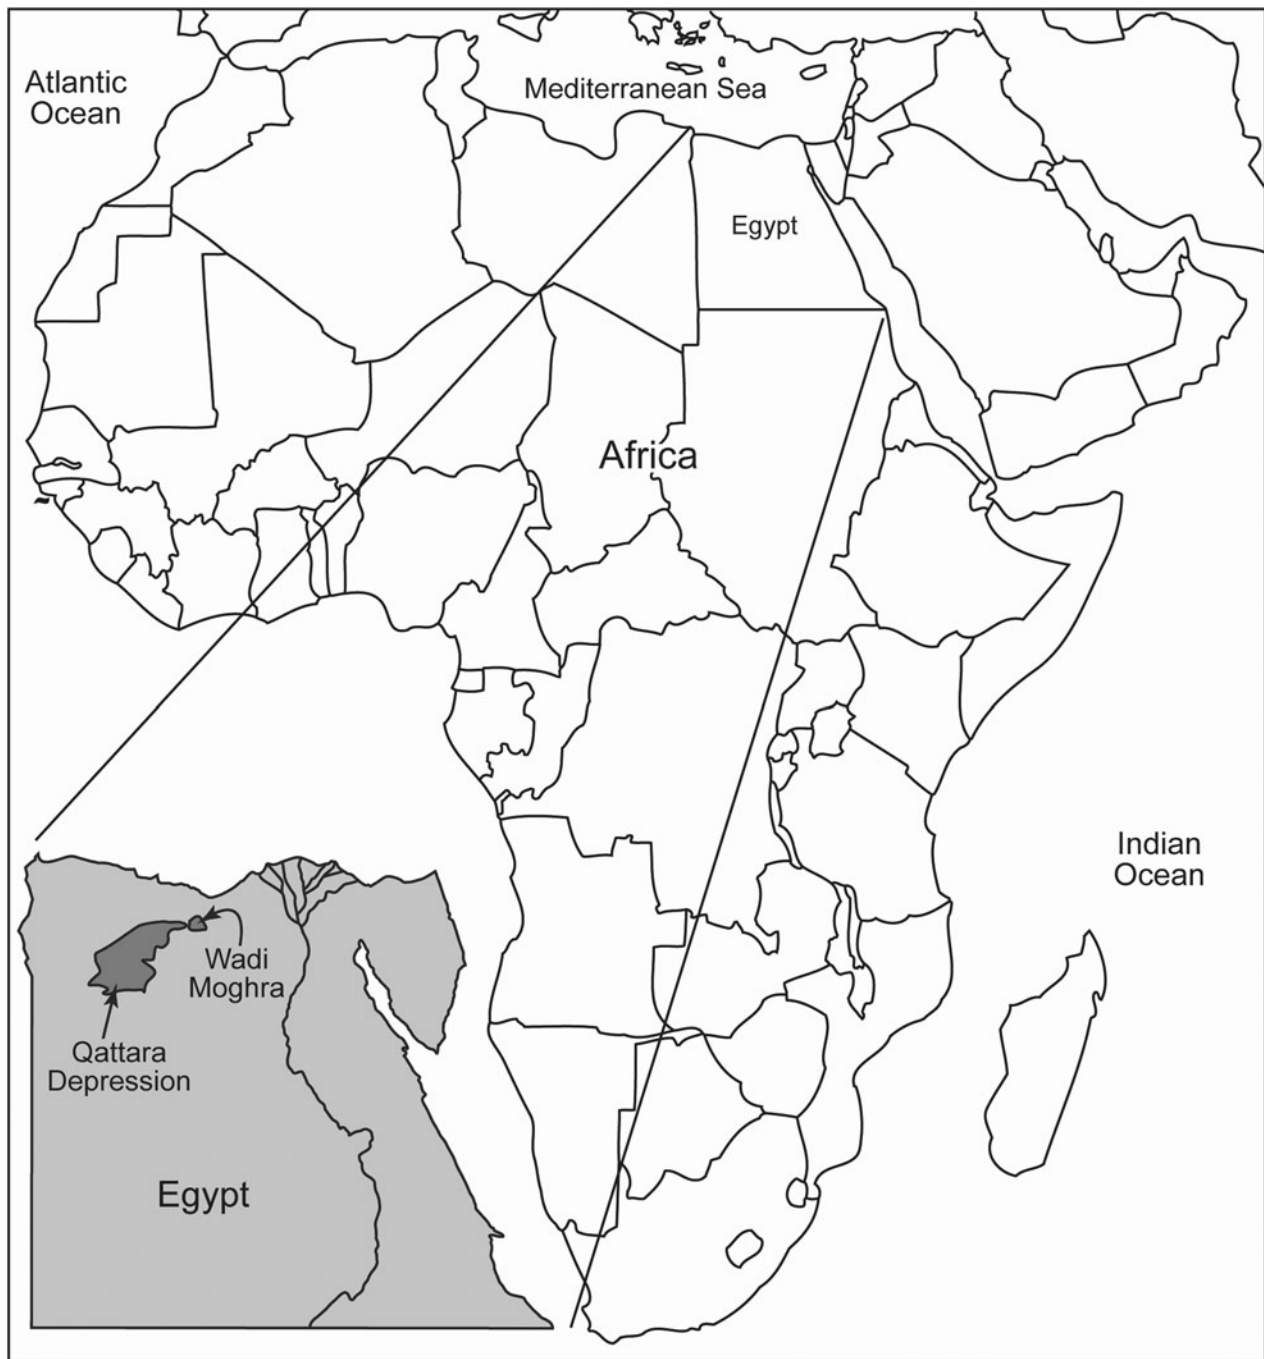 Atlantic
Ocean
Mediterranean Sea
Egypt
Africa
Indian
Ocean
Wadi
Moghra
Qattara
Depression
Egypt